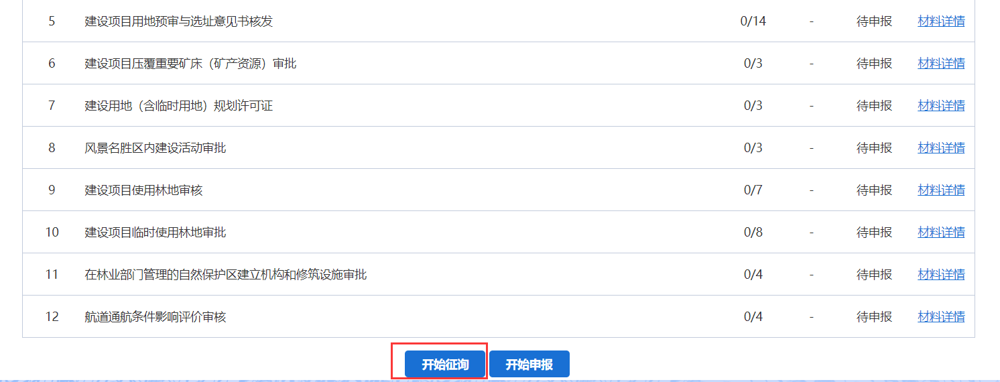 5 建设项目用地预审与选址意见书核发 0/14 - 待申报 材料详情
6 建设项目压覆重要矿床（矿产资源）审批 0/3 - 待申报 材料详情
7 建设用地（含临时用地）规划许可证 0/3 - 待申报 材料详情
8 风景名胜区内建设活动审批 0/3 - 待申报 材料详情
9 建设项目使用林地审核 0/7 - 待申报 材料详情
10 建设项目临时使用林地审批 0/8 - 待申报 材料详情
11 在林业部门管理的自然保护区建立机构和修筑设施审批 0/4 - 待申报 材料详情
12 航道通航条件影响评价审核 0/4 - 待申报 材料详情
开始征询 开始申报